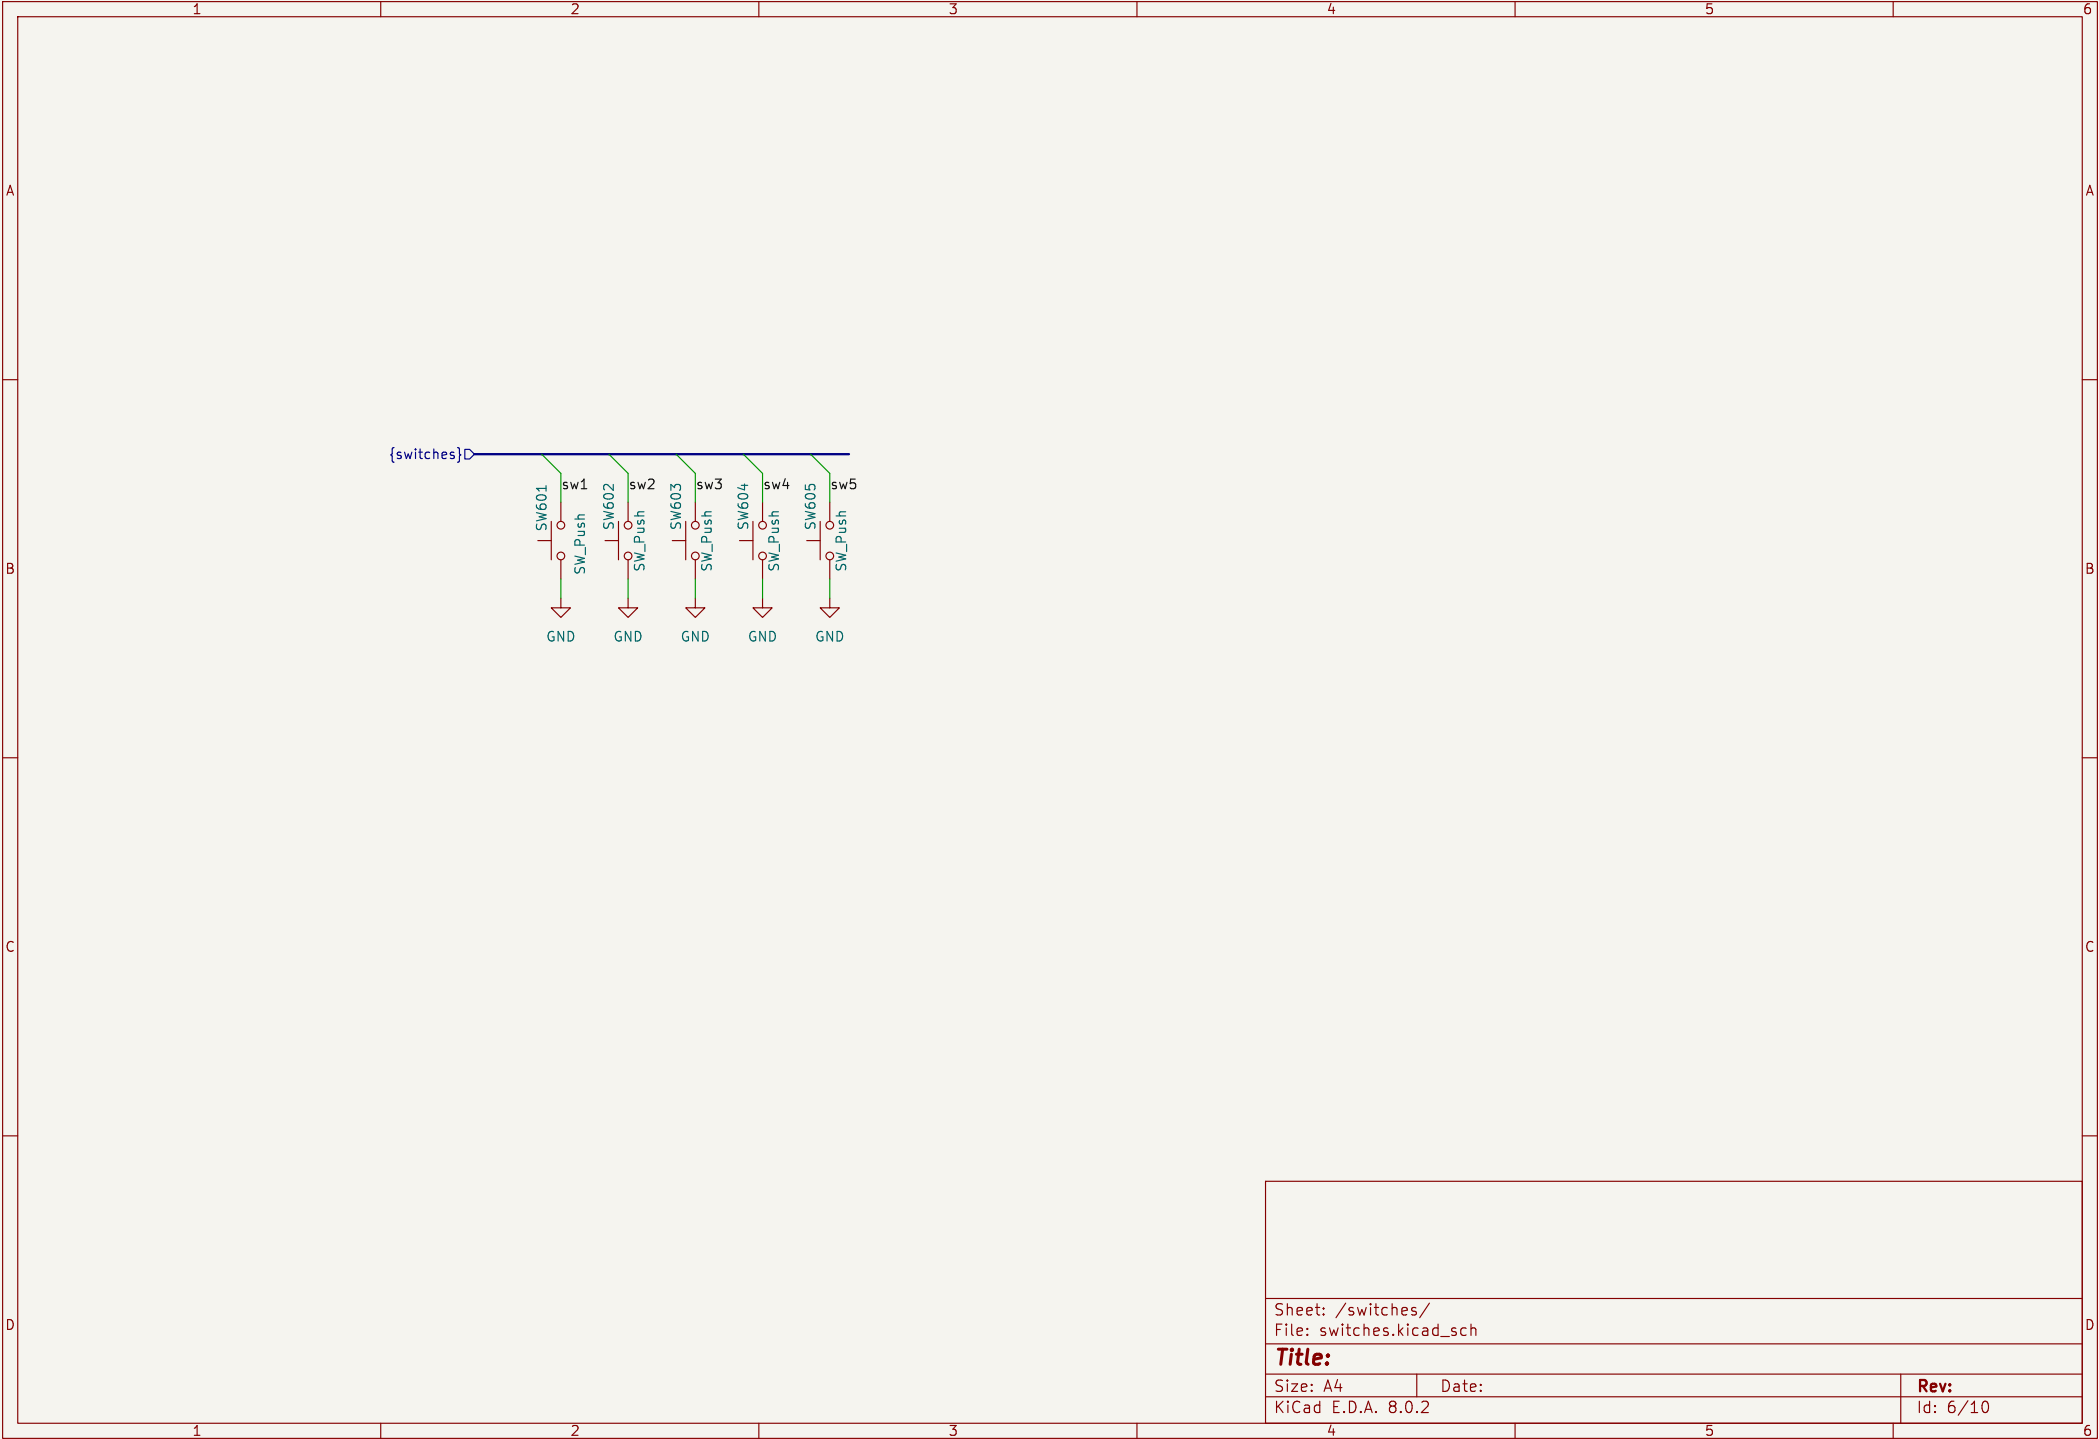 1 2 3 4 5 6
A A
{switches}
sw1 sw2 sw3 sw4 sw5
SW601 SW602 SW603 SW604 SW605
SW_Push SW_Push SW_Push SW_Push SW_Push
B B
GND GND GND GND GND
C C
Sheet: /switches/
D D
File: switches.kicad_sch
Title:
Size: A4 Date: Rev:
KiCad E.D.A. 8.0.2 Id: 6/10
1 2 3 4 5 6